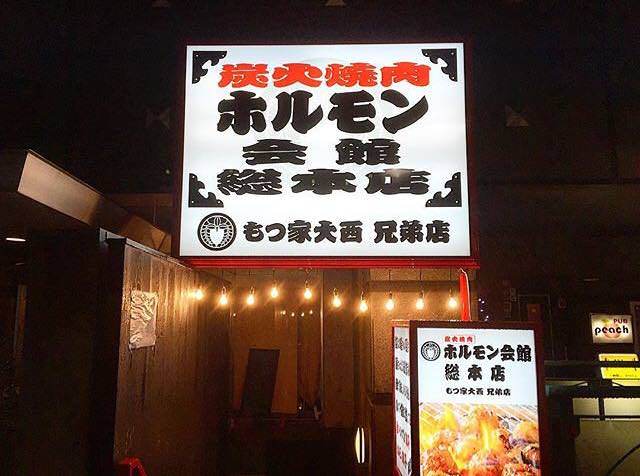 炭火焼肉
ホルモン
会館
総本店
もつ家大西 兄弟店
炭火焼肉
ホルモン会館
総本店
もつ家大西 兄弟店
PUB
peach